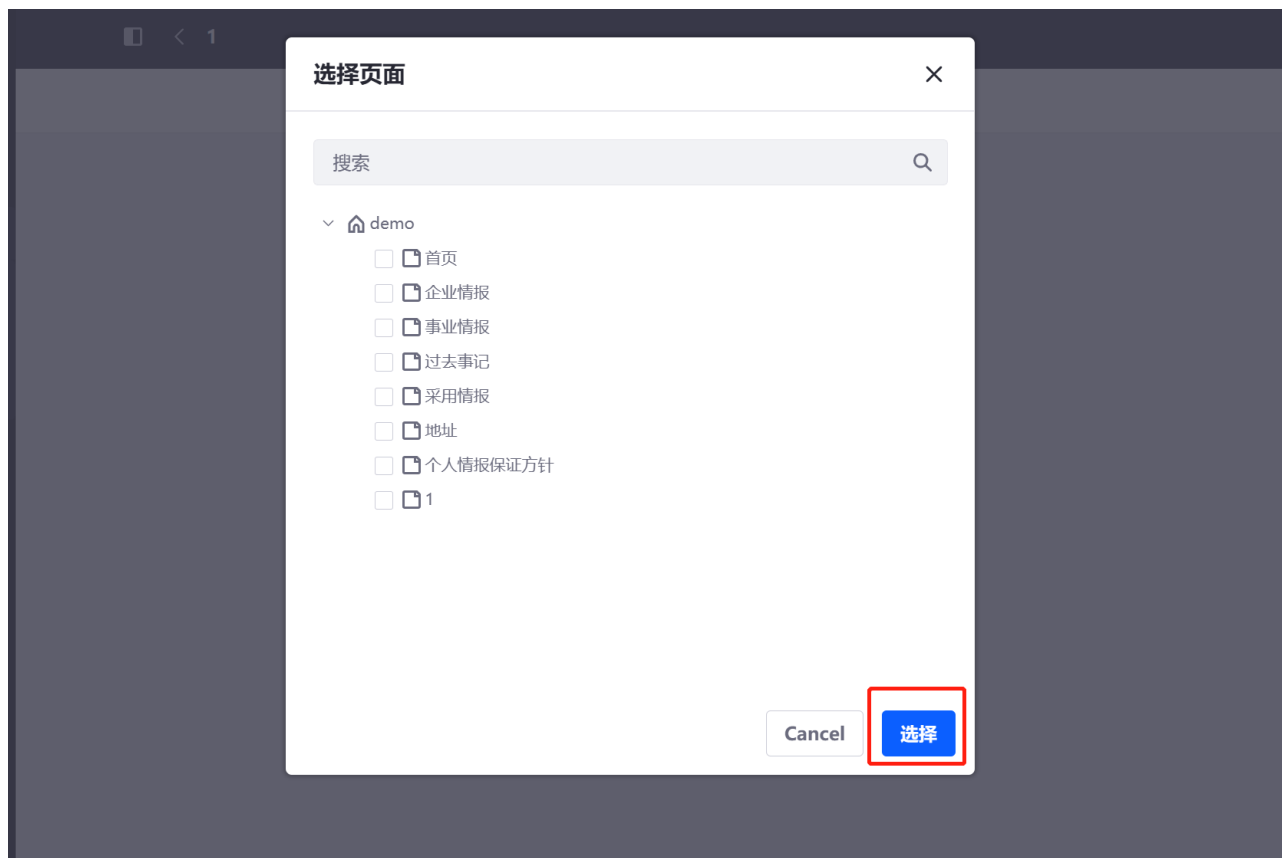 1
选择页面
搜索
demo
首页
企业情报
事业情报
过去事记
采用情报
地址
个人情报保证方针
1
Cancel 选择